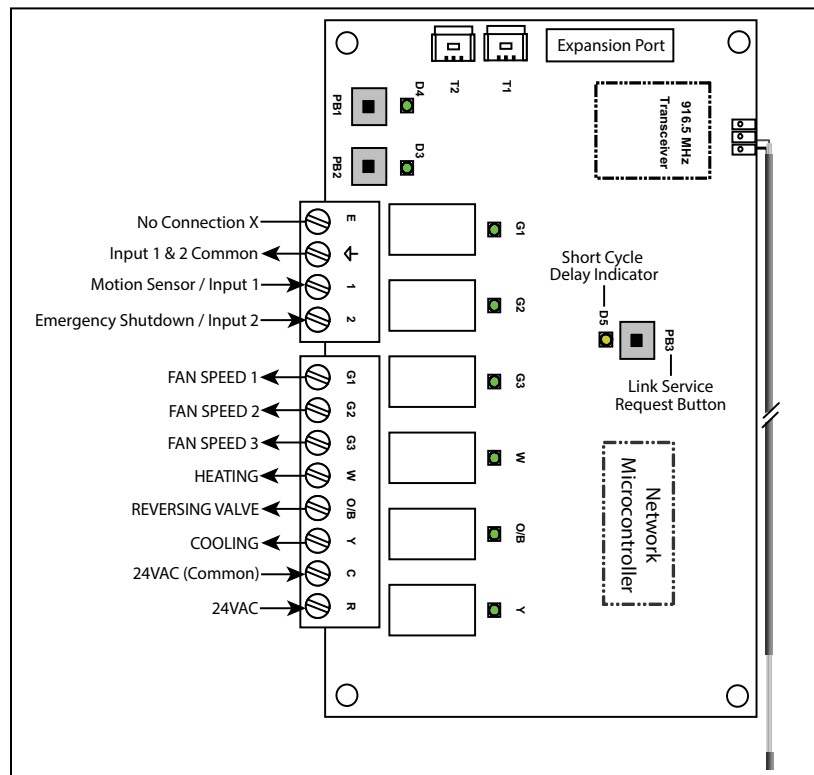 Expansion Port
T2
T1
PB1
D4
916.5 MHz
Transceiver
PB2
D3
No Connection X
E
Input 1 & 2 Common
Motion Sensor / Input 1
1
Emergency Shutdown / Input 2
2
G1
G2
Short Cycle
Delay Indicator
D5
PB3
Link Service
Request Button
FAN SPEED 1
G1
G3
FAN SPEED 2
G2
FAN SPEED 3
G3
HEATING
W
W
REVERSING VALVE
O/B
O/B
COOLING
Y
24VAC (Common)
C
24VAC
R
Y
Network
Microcontroller